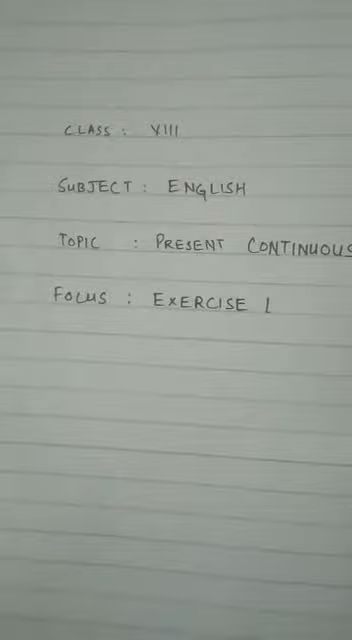 CLASS : VIII
SUBJECT : ENGLISH
TOPIC : PRESENT CONTINUOUS
FOCUS : EXERCISE 1